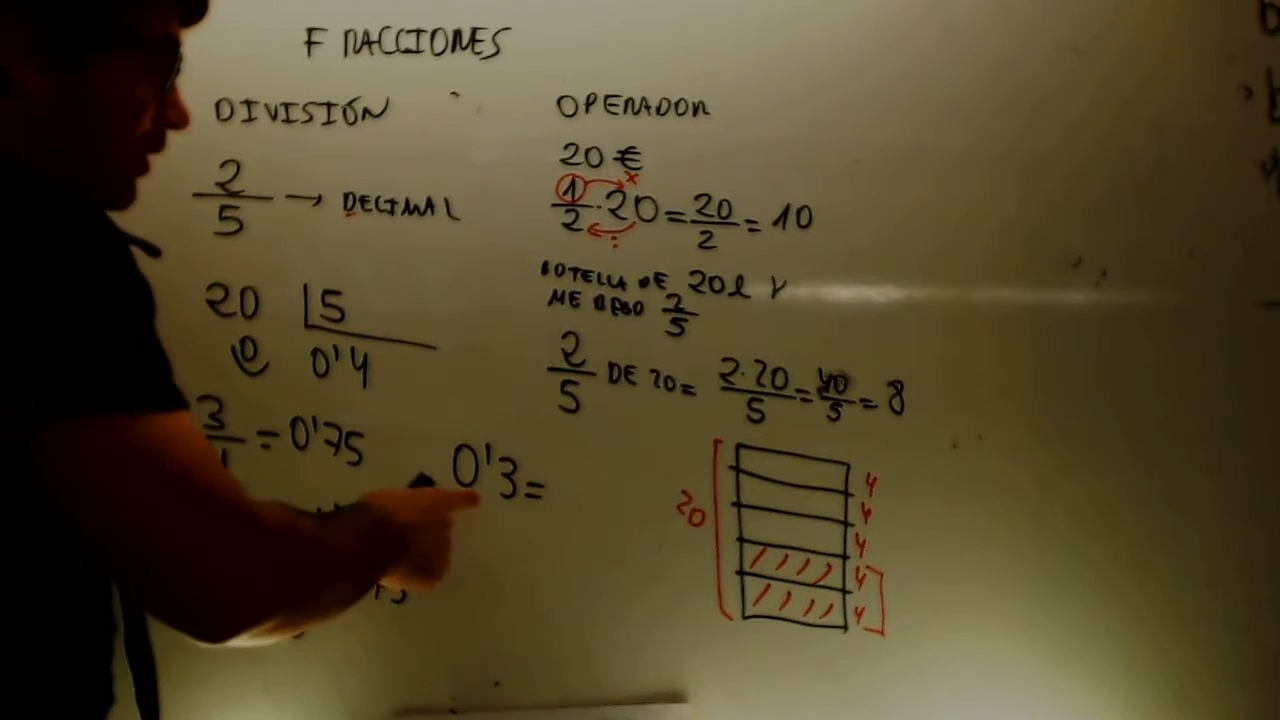 FRACCIONES
DIVISIÓN
2/5 → DECIMAL
20 | 5
0 0'4
3/ = 0'75
0'3 =
OPERADOR
20 €
1/2 · 20 = 20/2 = 10
x
:
BOTELLA DE 20 l Y
ME BEBO 2/5
2/5 DE 20 = 2·20/5 = 40/5 = 8
20
4
4
4
4
4